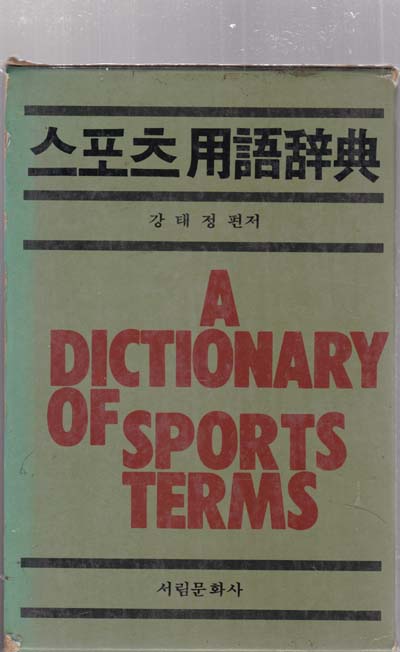 스포츠 用語辞典
강태정 편저
A
DICTIONARY
OF SPORTS
TERMS
서림문화사